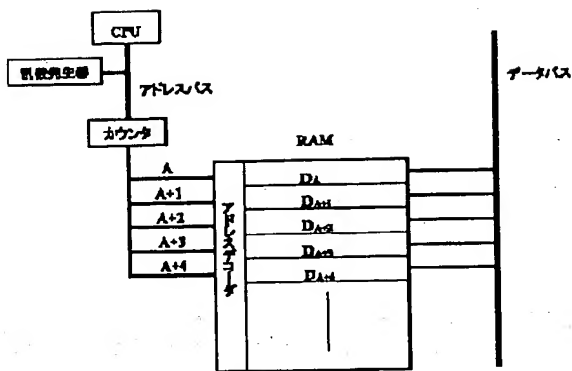 CPU
乱数発生器
アドレスバス
データバス
カウンタ
RAM
A
A+1
A+2
A+3
A+4
アドレスデコーダ
DA
DA+1
DA+2
DA+3
DA+4